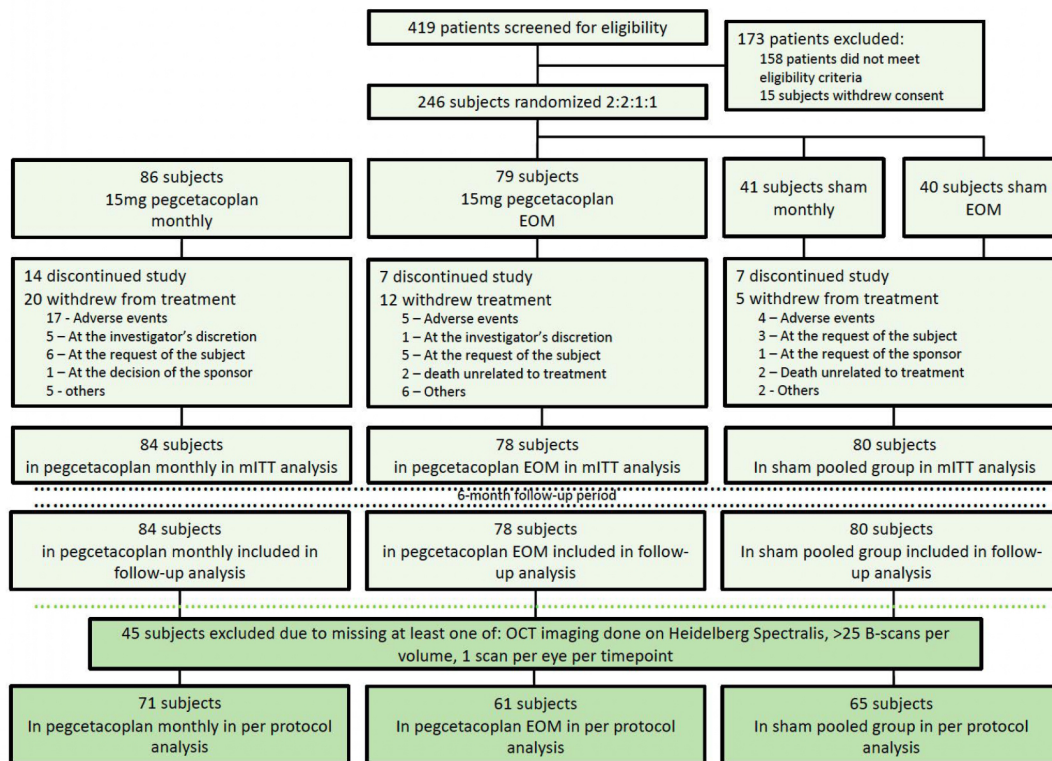 419 patients screened for eligibility
173 patients excluded:
158 patients did not meet
eligibility criteria
15 subjects withdrew consent
246 subjects randomized 2:2:1:1
86 subjects
15mg pegcetacoplan
monthly
79 subjects
15mg pegcetacoplan
EOM
41 subjects sham
monthly
40 subjects sham
EOM
14 discontinued study
20 withdrew from treatment
17 - Adverse events
5 – At the investigator's discretion
6 – At the request of the subject
1 – At the decision of the sponsor
5 - others
7 discontinued study
12 withdrew treatment
5 – Adverse events
1 – At the investigator's discretion
5 – At the request of the subject
2 – death unrelated to treatment
6 – Others
7 discontinued study
5 withdrew from treatment
4 – Adverse events
3 – At the request of the subject
1 – At the request of the sponsor
2 – Death unrelated to treatment
2 - Others
84 subjects
in pegcetacoplan monthly in mITT analysis
78 subjects
in pegcetacoplan EOM in mITT analysis
80 subjects
In sham pooled group in mITT analysis
6-month follow-up period
84 subjects
in pegcetacoplan monthly included in
follow-up analysis
78 subjects
in pegcetacoplan EOM included in follow-
up analysis
80 subjects
In sham pooled group included in follow-
up analysis
45 subjects excluded due to missing at least one of: OCT imaging done on Heidelberg Spectralis, >25 B-scans per
volume, 1 scan per eye per timepoint
71 subjects
In pegcetacoplan monthly in per protocol
analysis
61 subjects
In pegcetacoplan EOM in per protocol
analysis
65 subjects
In sham pooled group in per protocol
analysis